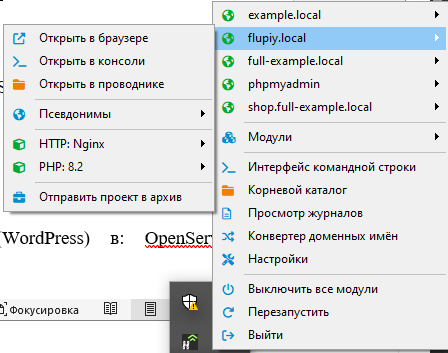 example.local
flupiy.local
full-example.local
phpmyadmin
shop.full-example.local
Модули
Интерфейс командной строки
Корневой каталог
Просмотр журналов
Конвертер доменных имён
Настройки
Выключить все модули
Перезапустить
Выйти
Открыть в браузере
Открыть в консоли
Открыть в проводнике
Псевдонимы
HTTP: Nginx
PHP: 8.2
Отправить проект в архив
(WordPress) в: OpenServ
Фокусировка